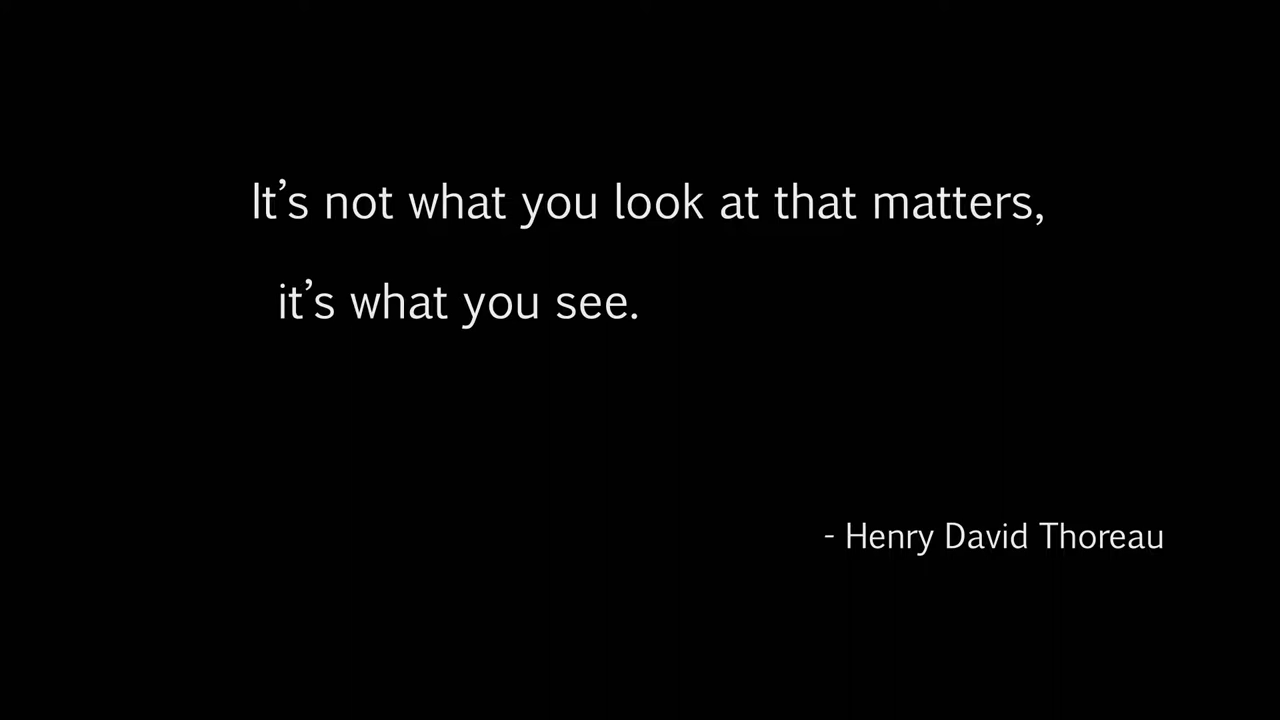 It’s not what you look at that matters,
it’s what you see.
- Henry David Thoreau